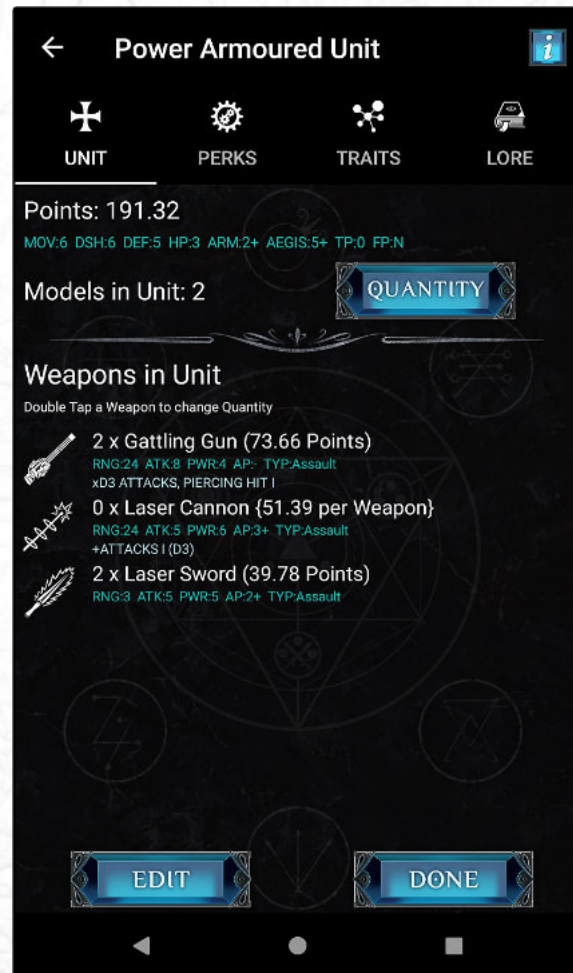 Power Armoured Unit
i
UNIT
PERKS
TRAITS
LORE
Points: 191.32
MOV:6 DSH:6 DEF:5 HP:3 ARM:2+ AEGIS:5+ TP:0 FP:N
Models in Unit: 2
QUANTITY
Weapons in Unit
Double Tap a Weapon to change Quantity
2 x Gattling Gun (73.66 Points)
RNG:24 ATK:8 PWR:4 AP:- TYP:Assault
xD3 ATTACKS, PIERCING HIT I
0 x Laser Cannon {51.39 per Weapon}
RNG:24 ATK:5 PWR:6 AP:3+ TYP:Assault
+ATTACKS I (D3)
2 x Laser Sword (39.78 Points)
RNG:3 ATK:5 PWR:5 AP:2+ TYP:Assault
EDIT
DONE